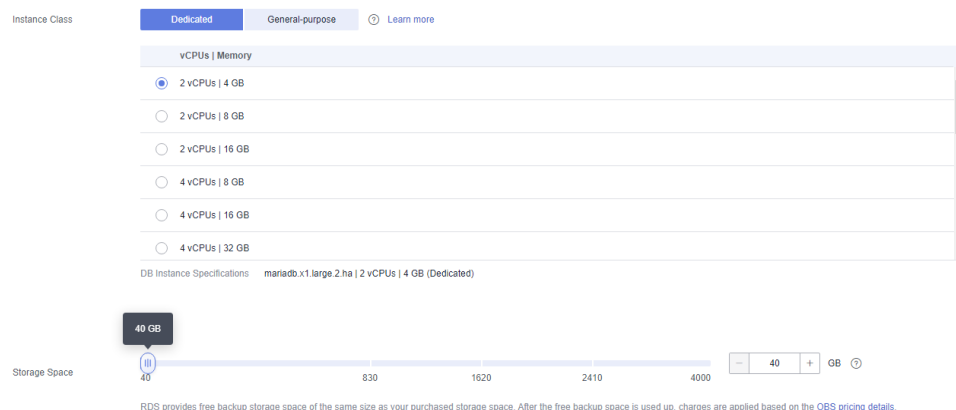 Instance Class Dedicated General-purpose ? Learn more
vCPUs | Memory
2 vCPUs | 4 GB
2 vCPUs | 8 GB
2 vCPUs | 16 GB
4 vCPUs | 8 GB
4 vCPUs | 16 GB
4 vCPUs | 32 GB
DB Instance Specifications mariadb.x1.large.2.ha | 2 vCPUs | 4 GB (Dedicated)
40 GB
Storage Space 40 830 1620 2410 4000 − 40 + GB ?
RDS provides free backup storage space of the same size as your purchased storage space. After the free backup space is used up, charges are applied based on the OBS pricing details.